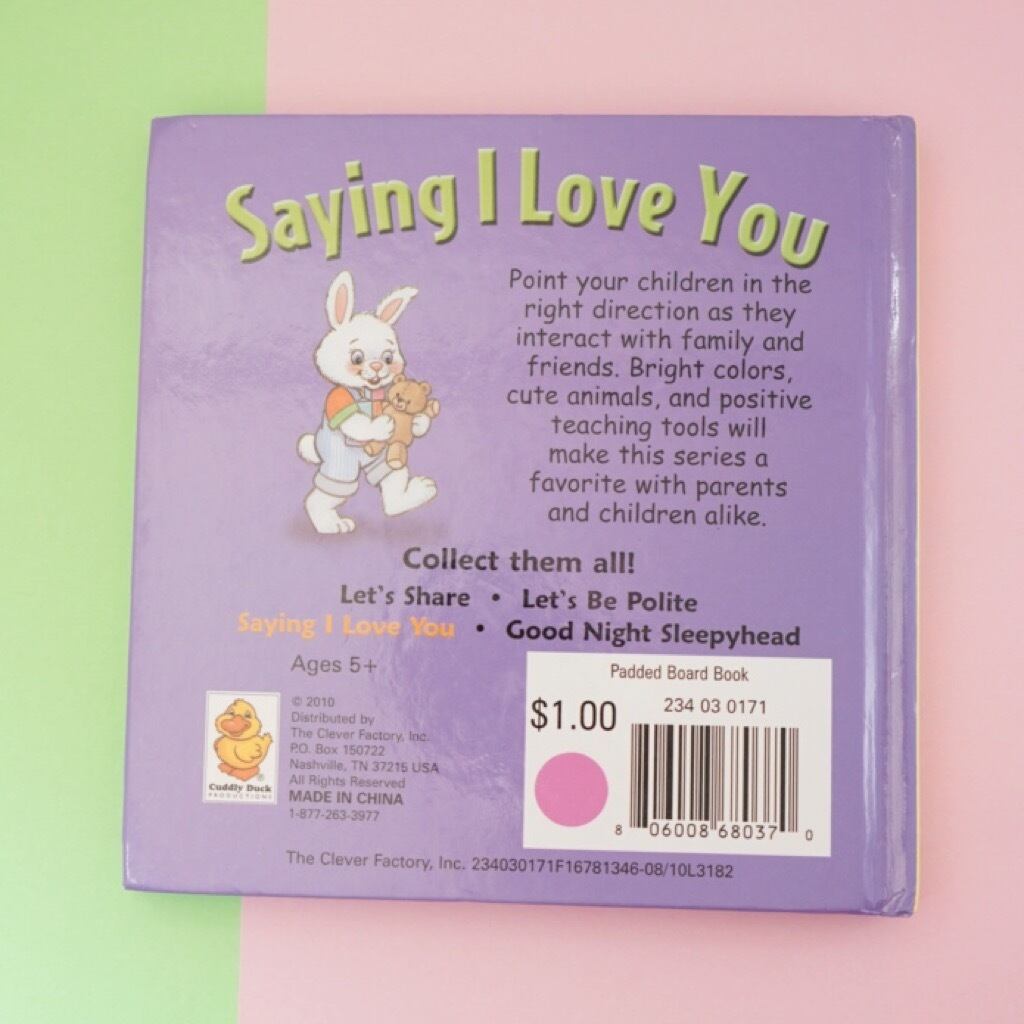 Saying I Love You
Point your children in the
right direction as they
interact with family and
friends. Bright colors,
cute animals, and positive
teaching tools will
make this series a
favorite with parents
and children alike.
Collect them all!
Let's Share • Let's Be Polite
Saying I Love You • Good Night Sleepyhead
Ages 5+
Cuddly Duck
PRODUCTIONS
®
© 2010
Distributed by
The Clever Factory, Inc.
P.O. Box 150722
Nashville, TN 37215 USA
All Rights Reserved
MADE IN CHINA
1-877-263-3977
Padded Board Book
$1.00
234 03 0171
8 06008 68037 0
The Clever Factory, Inc. 234030171F16781346-08/10L3182